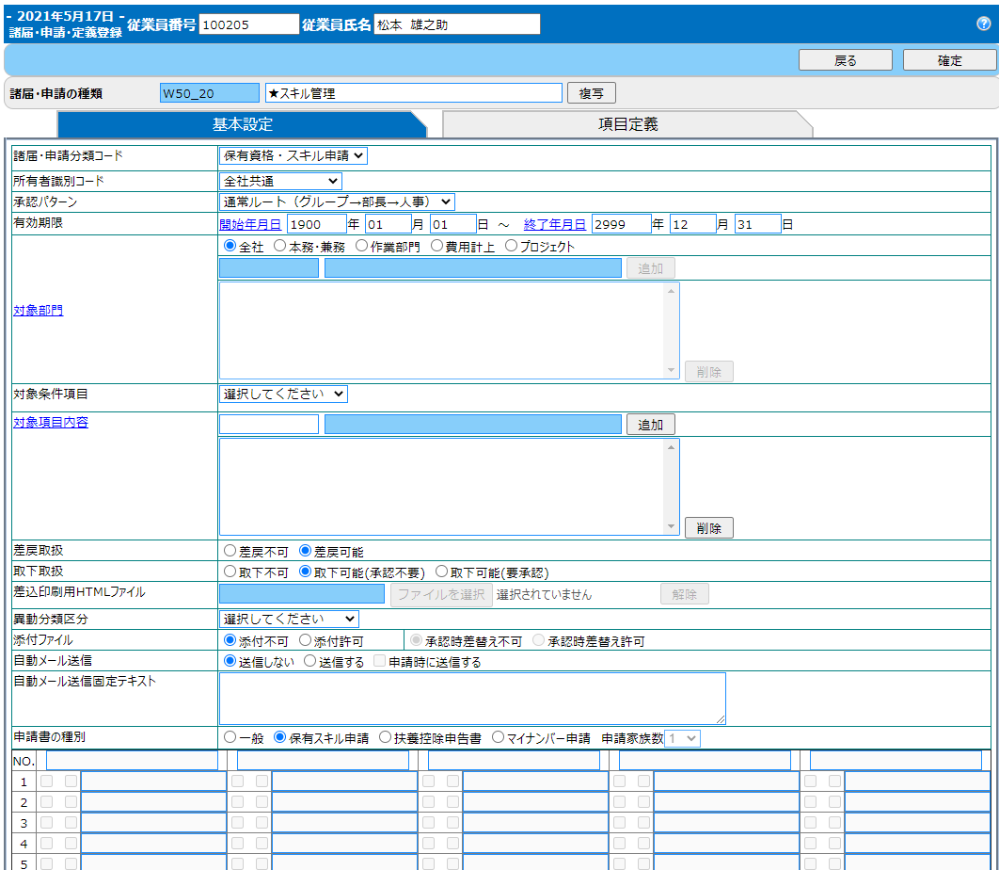 - 2021年5月17日 -
諸届・申請・定義登録 従業員番号 100205 従業員氏名 松本 雄之助 ?
戻る 確定
諸届・申請の種類 W50_20 ★スキル管理 複写
基本設定 項目定義
諸届・申請分類コード 保有資格・スキル申請
所有者識別コード 全社共通
承認パターン 通常ルート（グループ→部長→人事）
有効期限 開始年月日 1900 年 01 月 01 日 ～ 終了年月日 2999 年 12 月 31 日
全社 本務・兼務 作業部門 費用計上 プロジェクト
追加
対象部門
削除
対象条件項目 選択してください
対象項目内容 追加
削除
差戻取扱 差戻不可 差戻可能
取下取扱 取下不可 取下可能(承認不要) 取下可能(要承認)
差込印刷用HTMLファイル ファイルを選択 選択されていません 解除
異動分類区分 選択してください
添付ファイル 添付不可 添付許可 承認時差替え不可 承認時差替え許可
自動メール送信 送信しない 送信する 申請時に送信する
自動メール送信固定テキスト
申請書の種別 一般 保有スキル申請 扶養控除申告書 マイナンバー申請 申請家族数 1
NO.
1
2
3
4
5